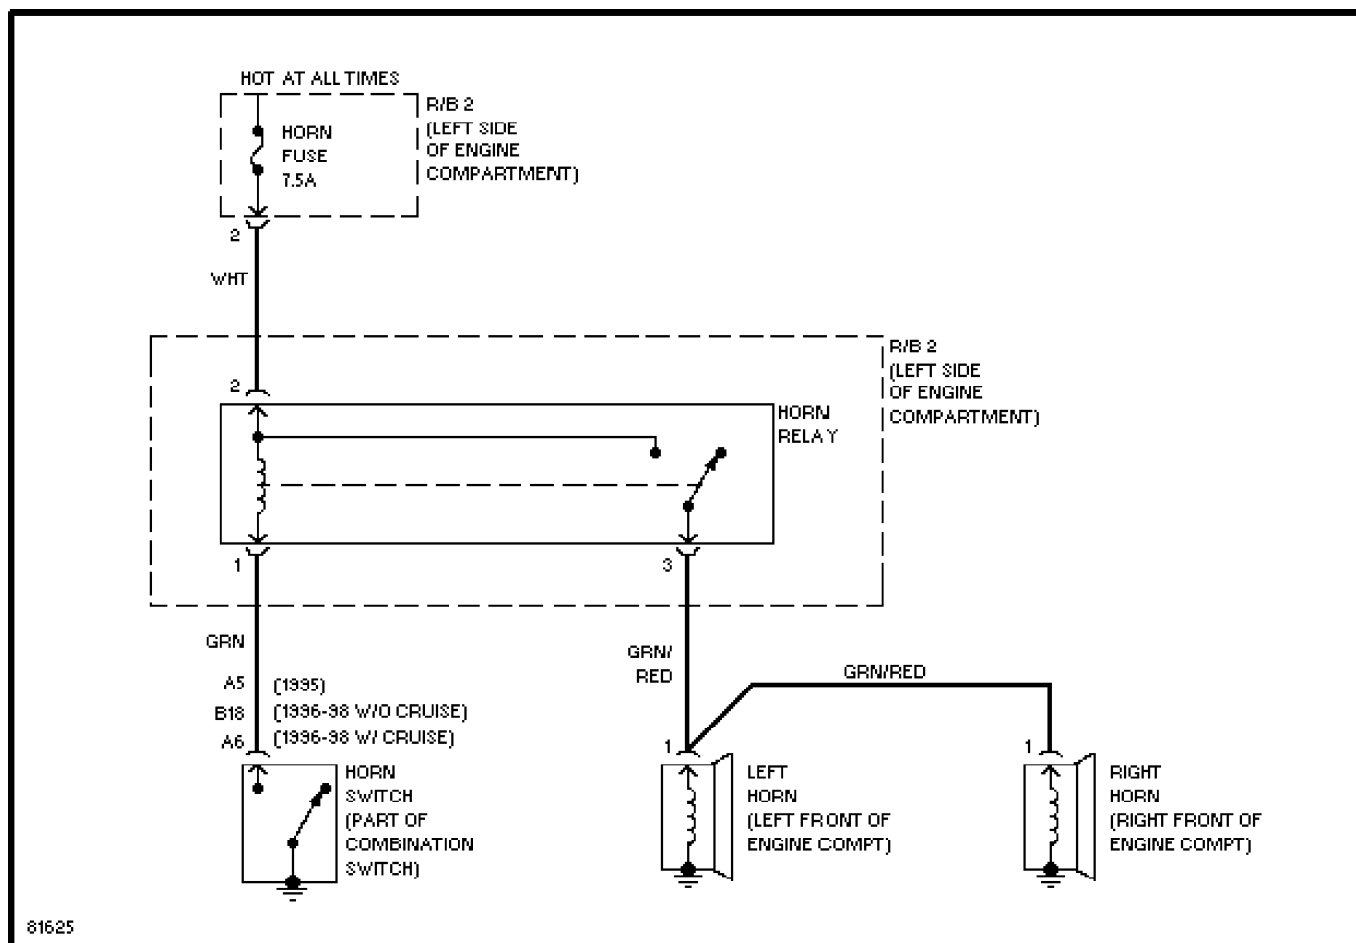 HOT AT ALL TIMES
R/B 2
(LEFT SIDE
OF ENGINE
COMPARTMENT)
HORN
FUSE
7.5A
2
WHT
R/B 2
(LEFT SIDE
OF ENGINE
COMPARTMENT)
2
HORN
RELAY
1
3
GRN
GRN/
RED
GRN/RED
A5 (1995)
B18 (1996-98 W/O CRUISE)
A6 (1996-98 W/ CRUISE)
1
1
HORN
SWITCH
(PART OF
COMBINATION
SWITCH)
LEFT
HORN
(LEFT FRONT OF
ENGINE COMPT)
RIGHT
HORN
(RIGHT FRONT OF
ENGINE COMPT)
81625